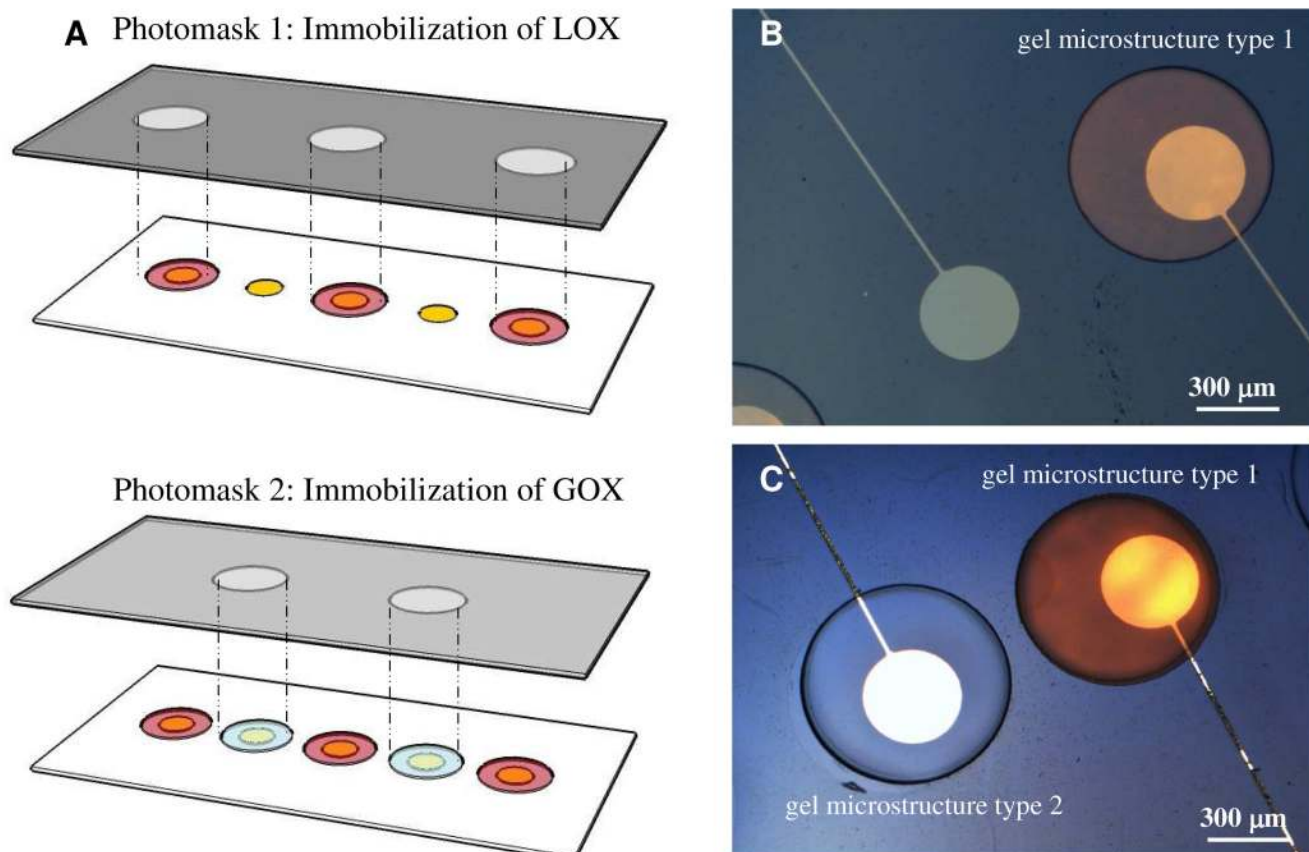 A Photomask 1: Immobilization of LOX
Photomask 2: Immobilization of GOX
B
gel microstructure type 1
300 μm
C
gel microstructure type 1
gel microstructure type 2
300 μm